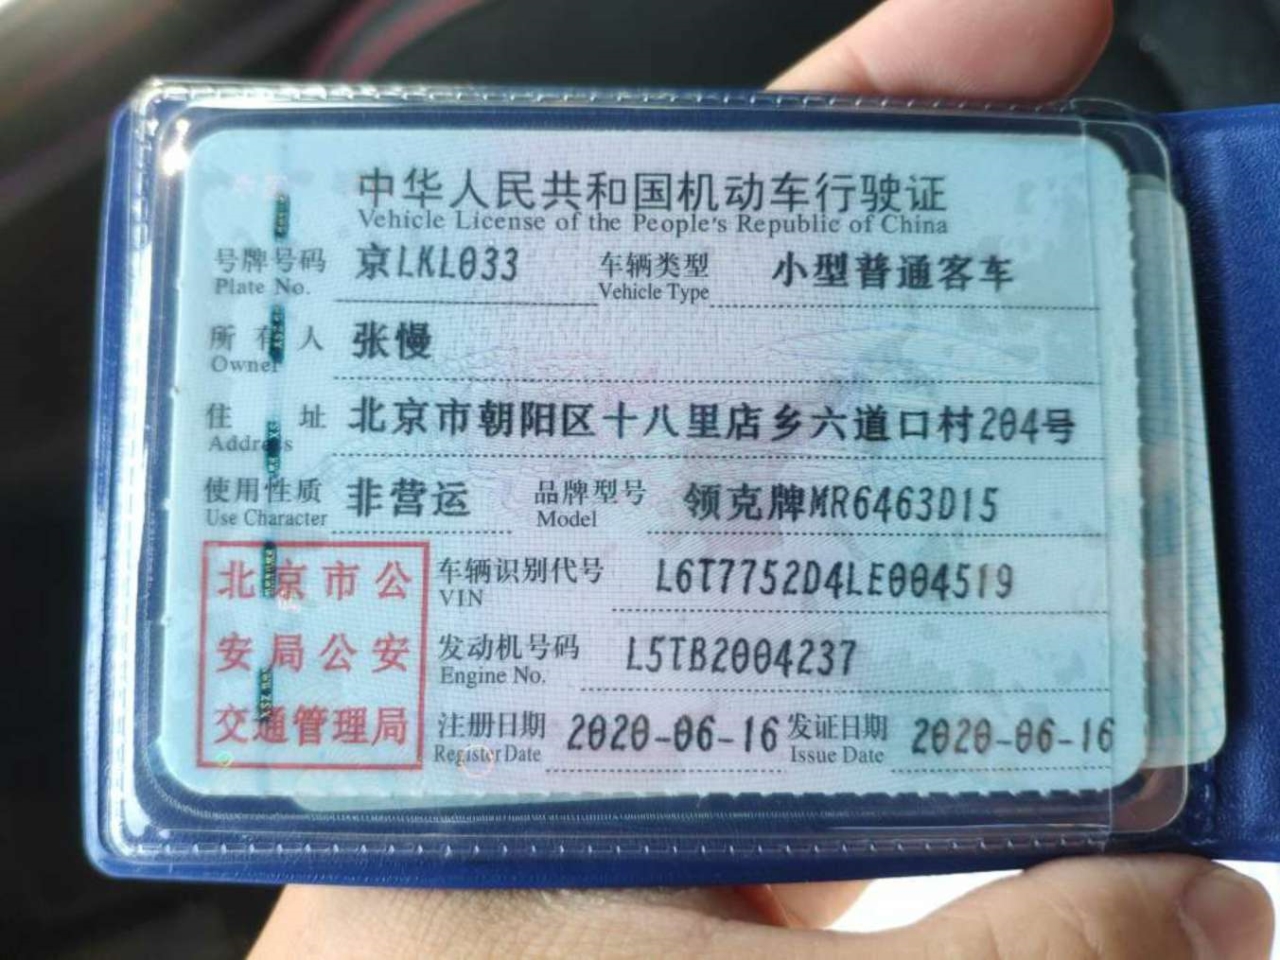 中华人民共和国机动车行驶证
Vehicle License of the People's Republic of China
号牌号码 京LKL033 车辆类型 小型普通客车
Plate No. Vehicle Type
所有人 张慢
Owner
住址 北京市朝阳区十八里店乡六道口村204号
Address
使用性质 非营运 品牌型号 领克牌MR6463D15
Use Character Model
北京市公
安局公安
交通管理局
车辆识别代号 L6T7752D4LE004519
VIN
发动机号码 L5TB2004237
Engine No.
注册日期 2020-06-16 发证日期 2020-06-16
Register Date Issue Date